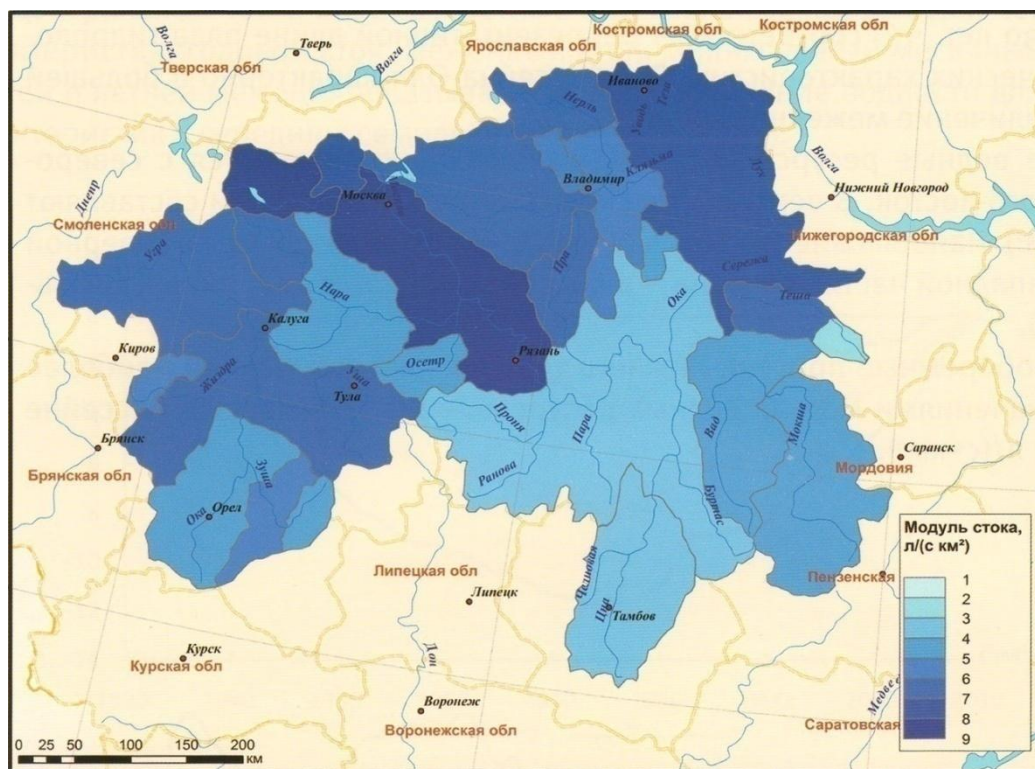 Волга
Тверь
Тверская обл
Волга
Ярославская обл
Костромская обл
Костромская обл
Иваново
Нерль
Уводь
Теза
Лух
Клязьма
Владимир
Волга
Нижний Новгород
Нижегородская обл
Днепр
Смоленская обл
Москва
Угра
Пра
Ока
Сережа
Теша
Нара
Калуга
Киров
Рязань
Осетр
Жиздра
Упа
Тула
Проня
Пара
Ранова
Вад
Мокша
Брянск
Брянская обл
Саранск
Мордовия
Зуша
Ока
Орел
Буртас
Липецкая обл
Липецк
Челновая
Цна
Тамбов
Пензенская
Курск
Курская обл
Дон
Воронеж
Воронежская обл
Медве
Саратовская
Модуль стока,
л/(с км²)
1
2
3
4
5
6
7
8
9
0 25 50 100 150 200
км